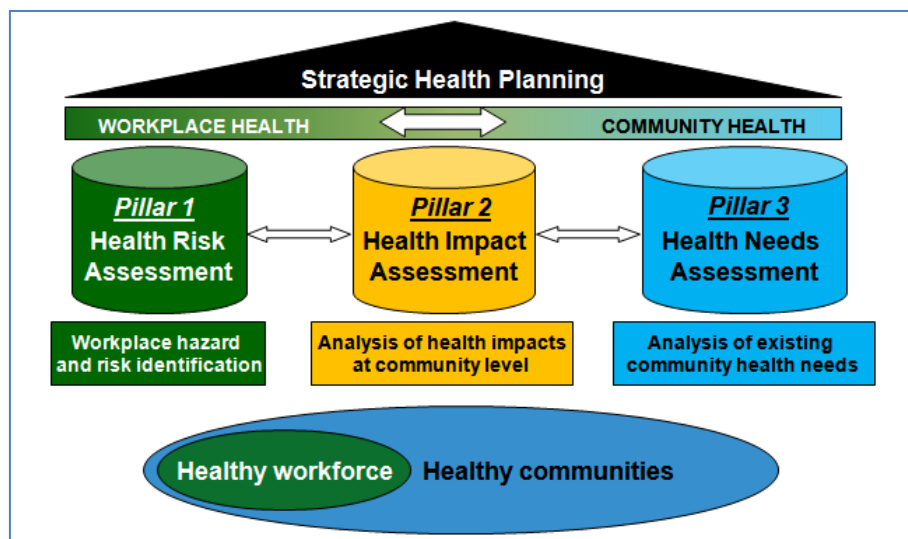 Strategic Health Planning
WORKPLACE HEALTH
COMMUNITY HEALTH
Pillar 1
Health Risk
Assessment
Pillar 2
Health Impact
Assessment
Pillar 3
Health Needs
Assessment
Workplace hazard
and risk identification
Analysis of health impacts
at community level
Analysis of existing
community health needs
Healthy workforce
Healthy communities